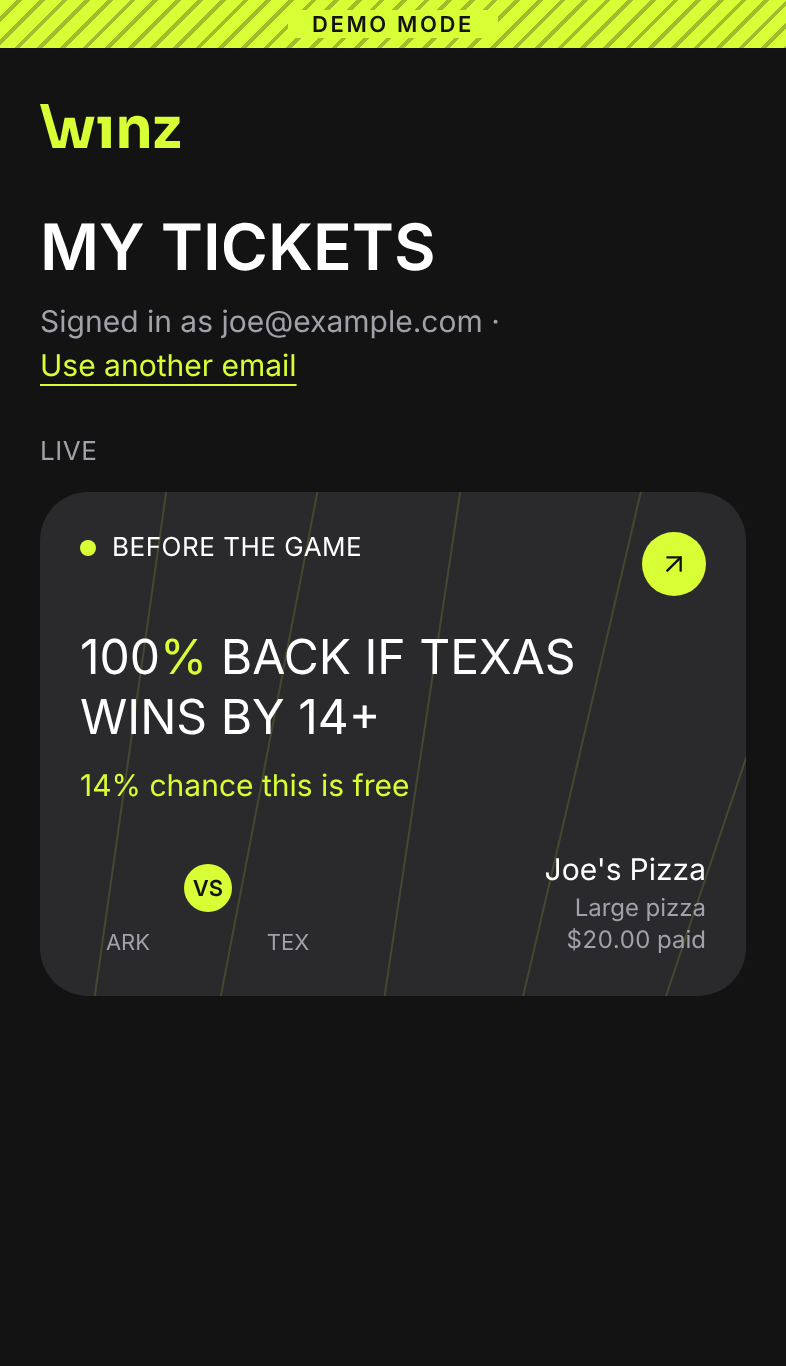 DEMO MODE
winz
MY TICKETS
Signed in as joe@example.com ·
Use another email
LIVE
BEFORE THE GAME
100% BACK IF TEXAS
WINS BY 14+
14% chance this is free
VS
ARK
TEX
Joe's Pizza
Large pizza
$20.00 paid